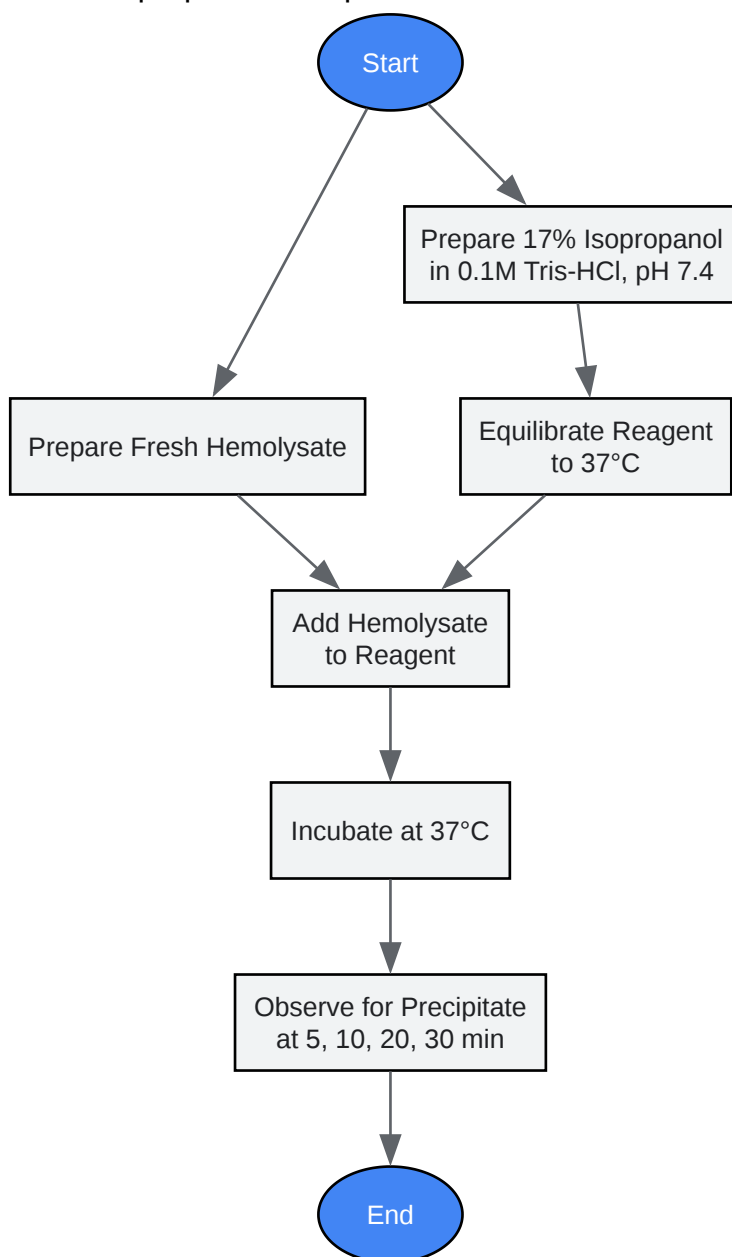 Start
Prepare 17% Isopropanol
in 0.1M Tris-HCl, pH 7.4
Prepare Fresh Hemolysate
Equilibrate Reagent
to 37°C
Add Hemolysate
to Reagent
Incubate at 37°C
Observe for Precipitate
at 5, 10, 20, 30 min
End